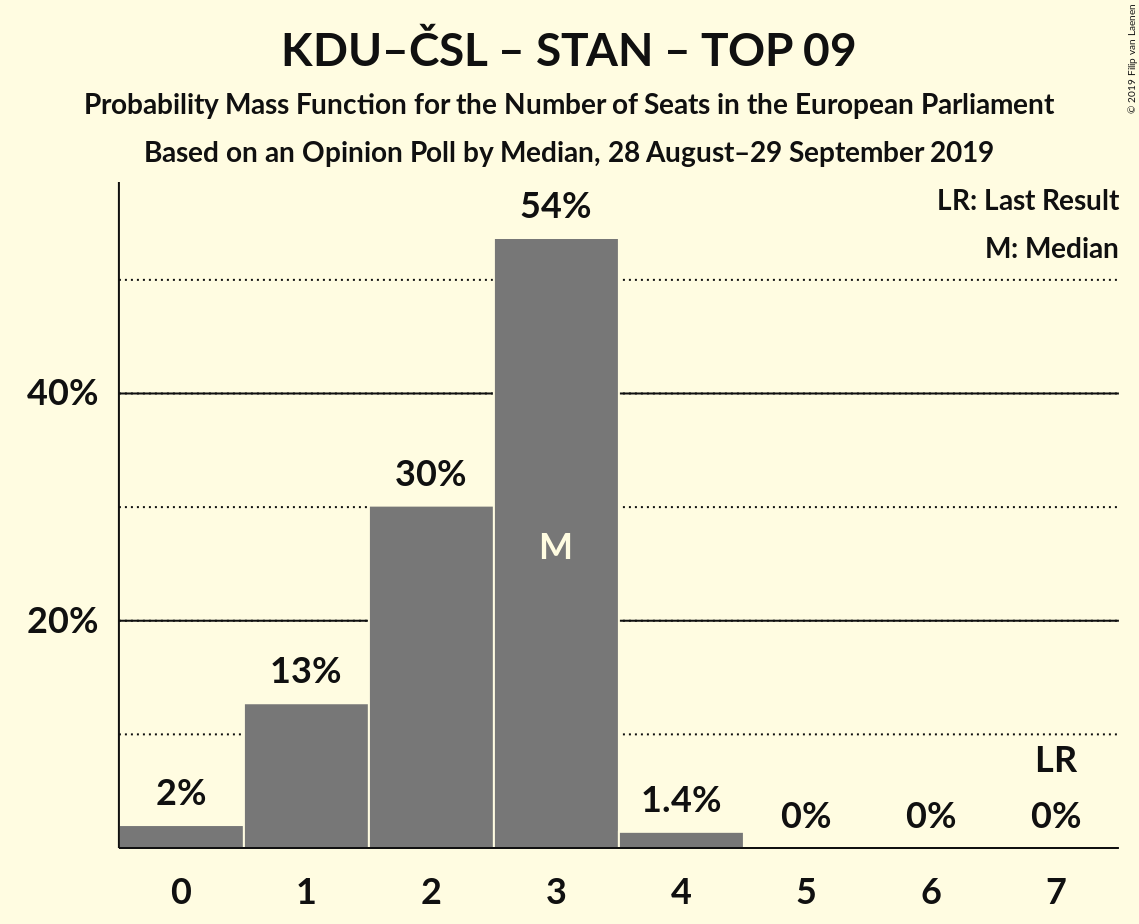 KDU–ČSL – STAN – TOP 09
Probability Mass Function for the Number of Seats in the European Parliament
Based on an Opinion Poll by Median, 28 August–29 September 2019
© 2019 Filip van Laenen
LR: Last Result
M: Median
54%
40%
30%
M
20%
13%
LR
2%
1.4%
0%
0%
0%
0
1
2
3
4
5
6
7